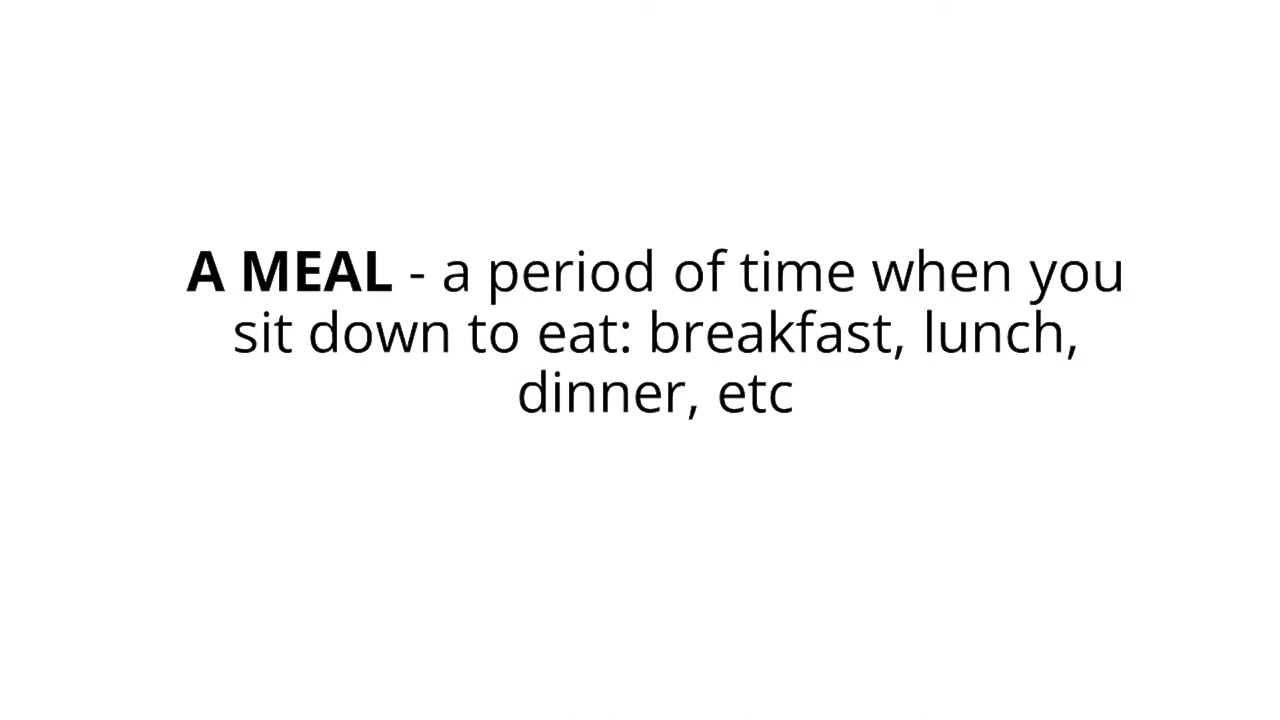 A MEAL - a period of time when you
sit down to eat: breakfast, lunch,
dinner, etc